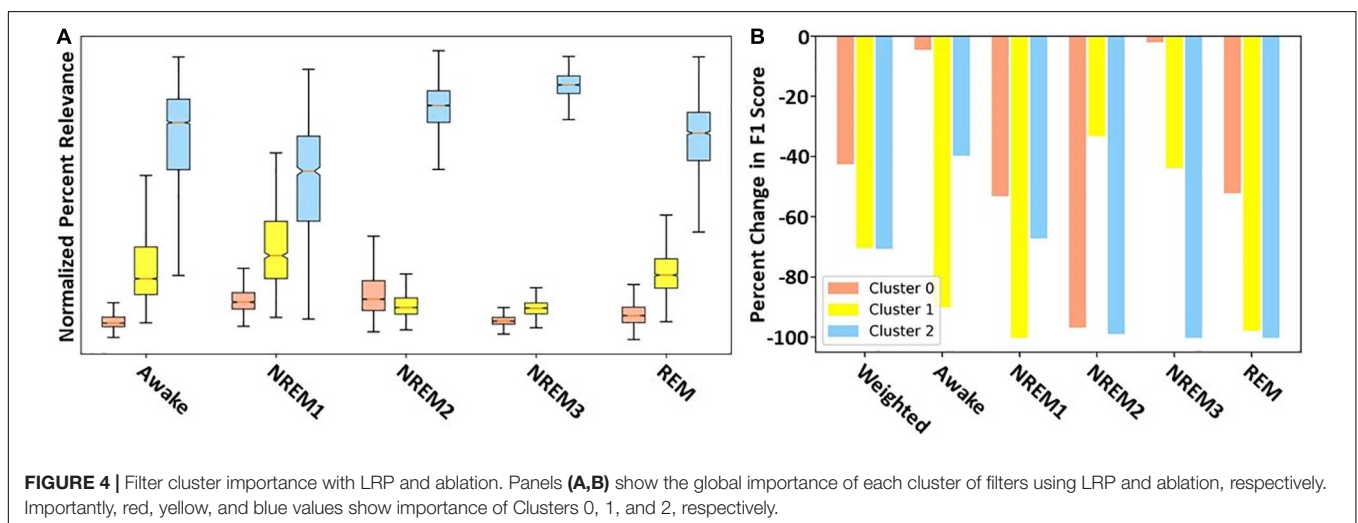 A
Normalized Percent Relevance
Awake
NREM1
NREM2
NREM3
REM
B
Percent Change in F1 Score
0
-20
-40
-60
-80
-100
Cluster 0
Cluster 1
Cluster 2
Weighted
Awake
NREM1
NREM2
NREM3
REM
FIGURE 4 | Filter cluster importance with LRP and ablation. Panels (A,B) show the global importance of each cluster of filters using LRP and ablation, respectively.
Importantly, red, yellow, and blue values show importance of Clusters 0, 1, and 2, respectively.